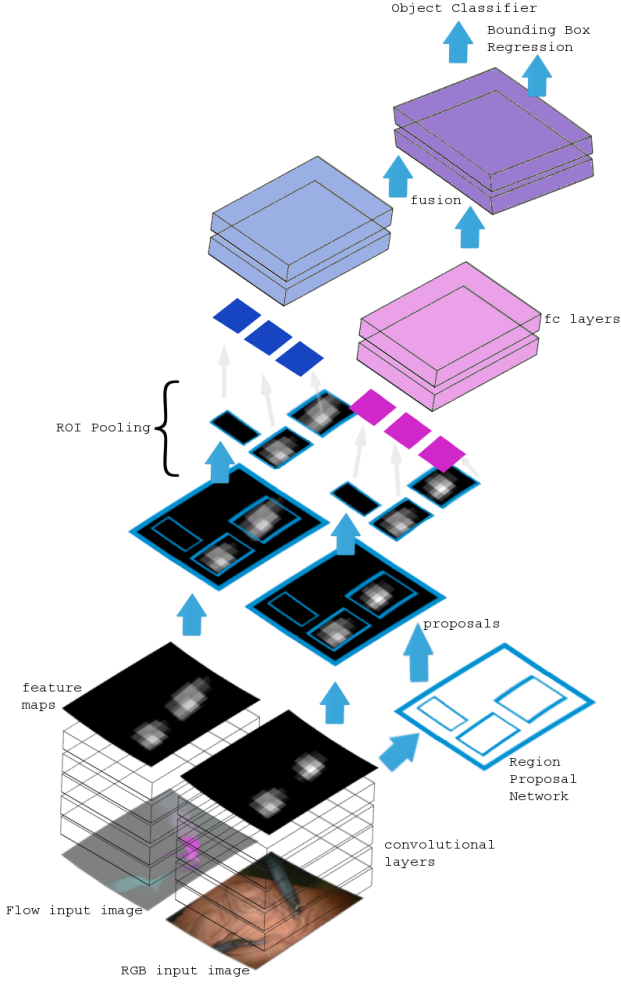 Object Classifier
Bounding Box
Regression
fusion
fc layers
ROI Pooling
proposals
feature
maps
Region
Proposal
Network
convolutional
layers
Flow input image
RGB input image